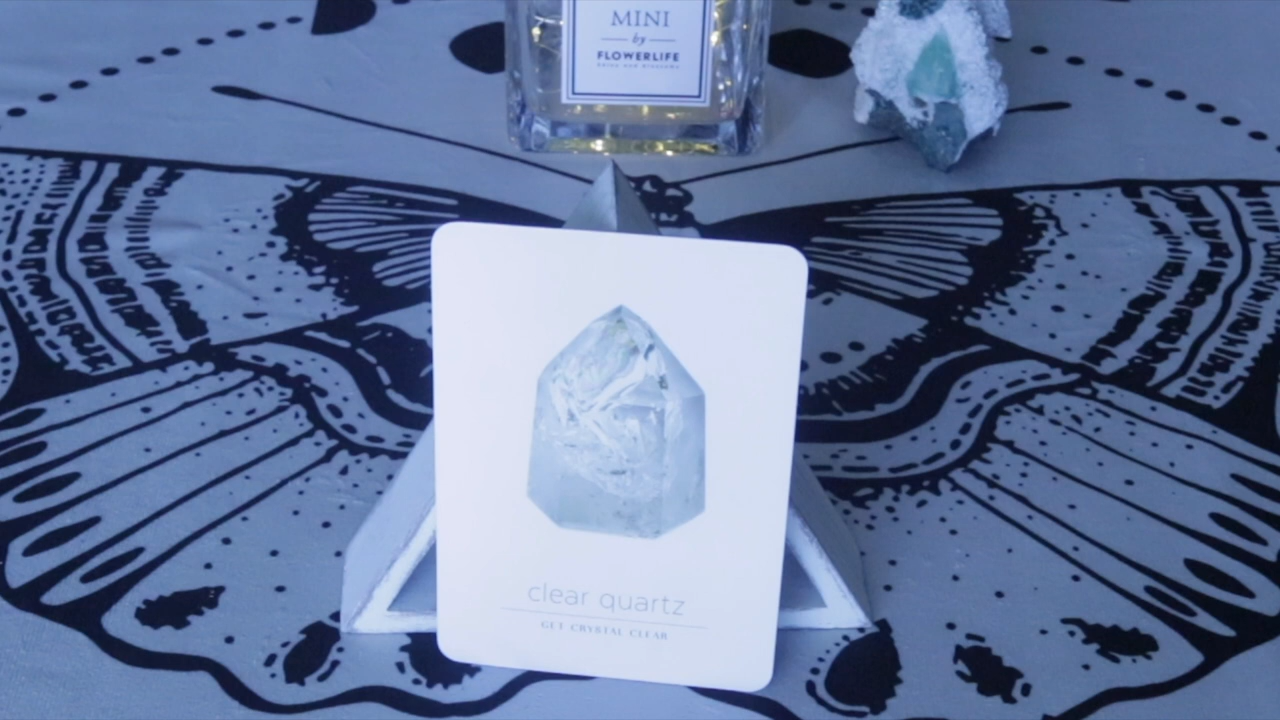 MINI
by
FLOWERLIFE
clear quartz
GET CRYSTAL CLEAR